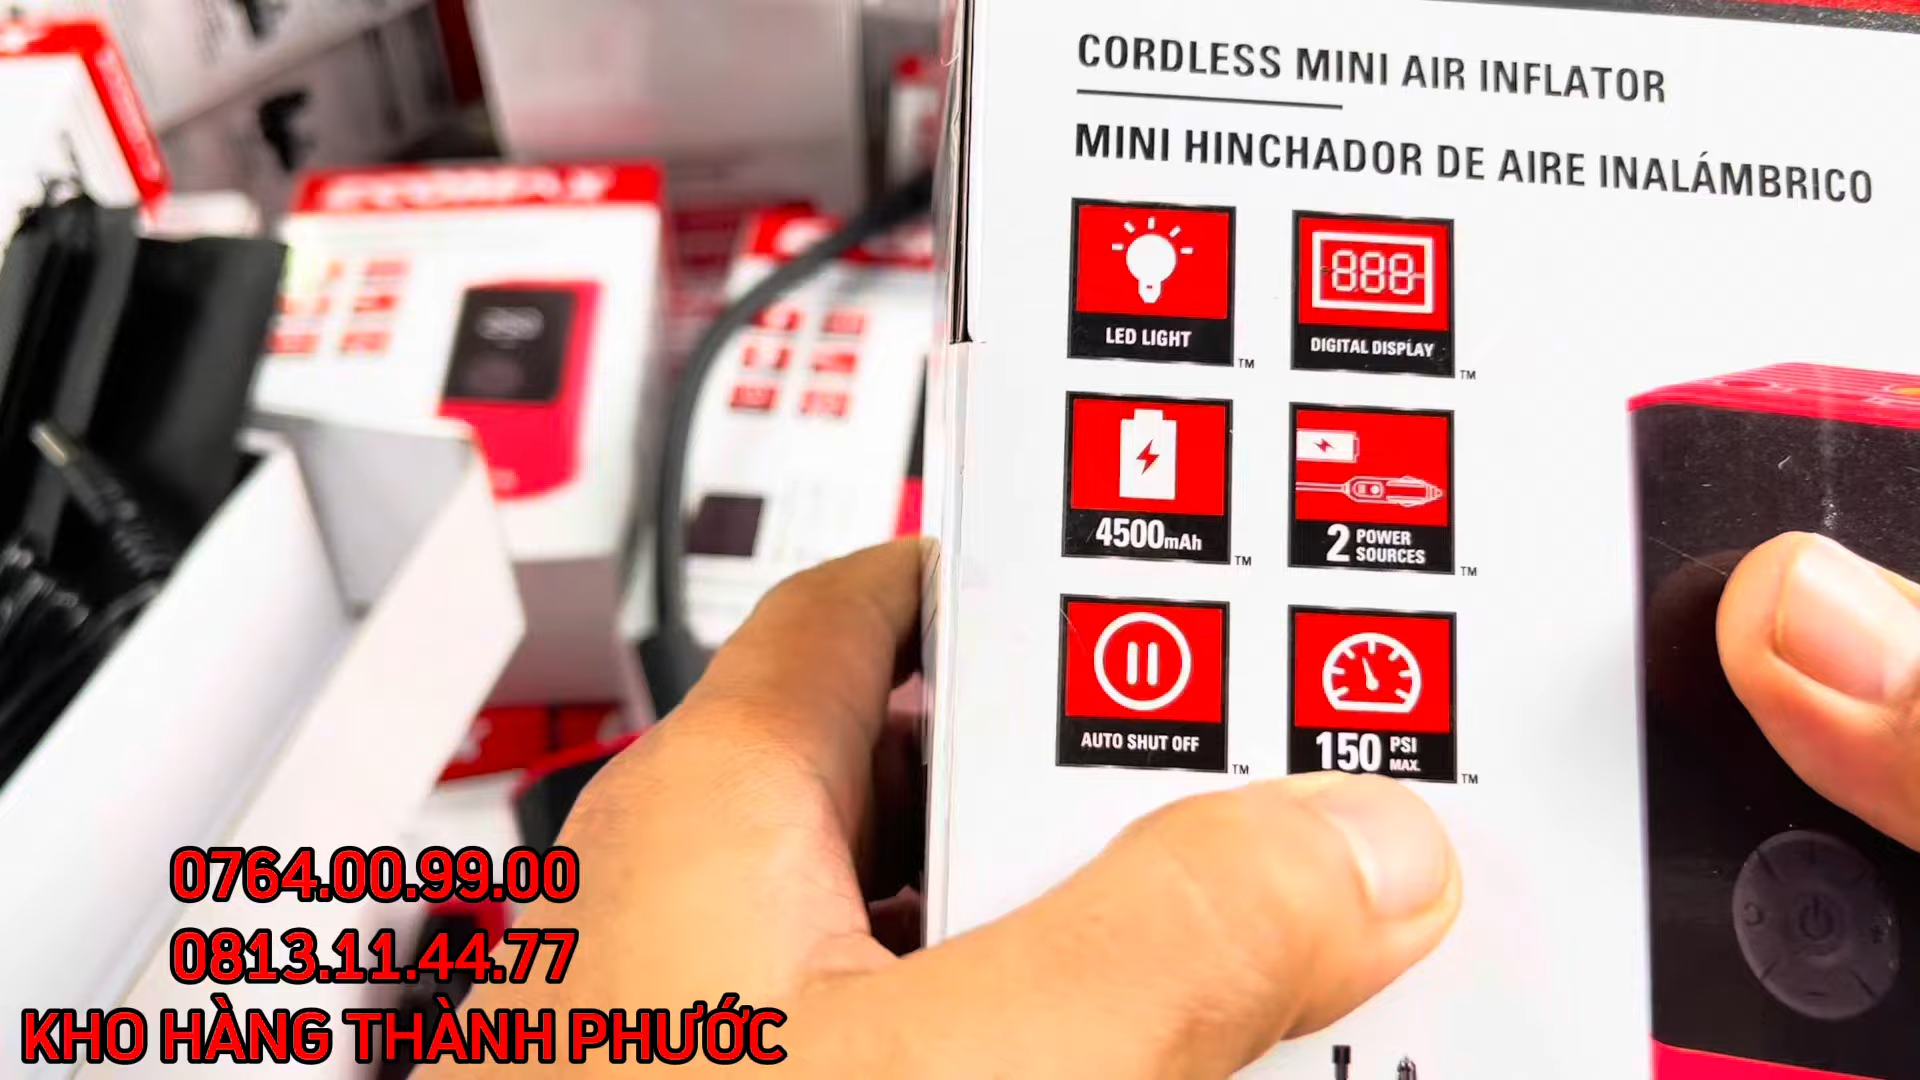 CORDLESS MINI AIR INFLATOR
MINI HINCHADOR DE AIRE INALÁMBRICO
888
LED LIGHT TM
DIGITAL DISPLAY TM
4500mAh TM
2 POWER SOURCES TM
AUTO SHUT OFF TM
150 PSI MAX. TM
0764.00.99.00
0813.11.44.77
KHO HÀNG THÀNH PHƯỚC